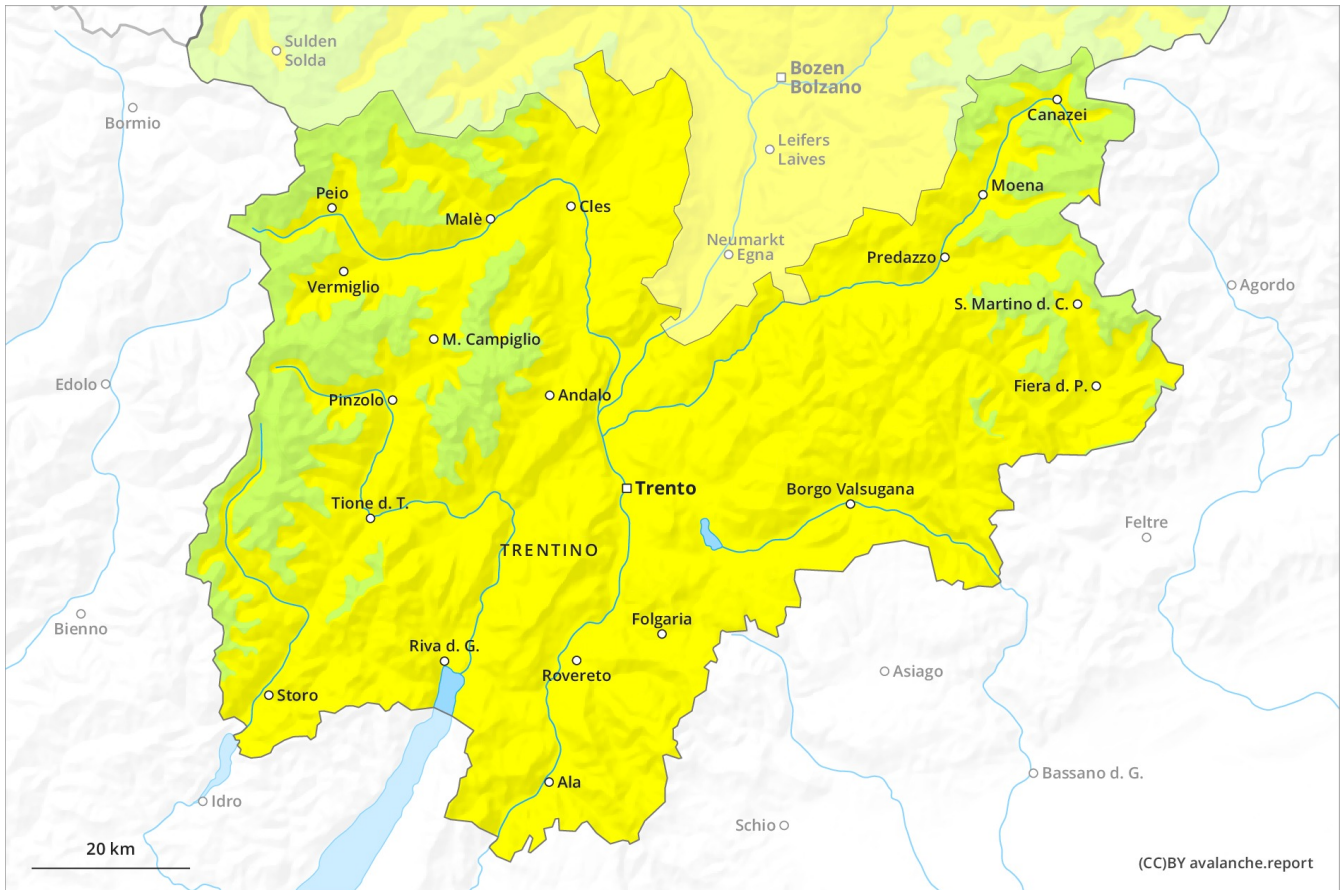 Sulden
Solda
Bozen
Bolzano
Bormio
Canazei
Leifers
Laives
Peio
Moena
Malè
Cles
Neumarkt
Egna
Predazzo
Vermiglio
Agordo
S. Martino d. C.
M. Campiglio
Edolo
Fiera d. P.
Andalo
Pinzolo
Trento
Borgo Valsugana
Tione d. T.
Feltre
TRENTINO
Folgaria
Bienno
Riva d. G.
Asiago
Rovereto
Storo
Bassano d. G.
Ala
Idro
Schio
20 km
(CC)BY avalanche.report